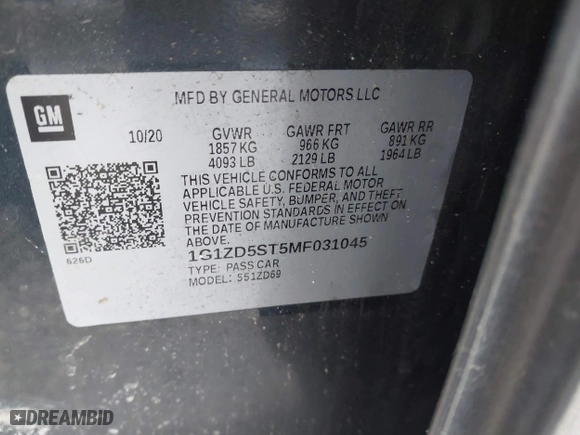 GM
MFD BY GENERAL MOTORS LLC
10/20 GVWR GAWR FRT GAWR RR
1857 KG 966 KG 891 KG
4093 LB 2129 LB 1964 LB
THIS VEHICLE CONFORMS TO ALL
APPLICABLE U.S. FEDERAL MOTOR
VEHICLE SAFETY, BUMPER, AND THEFT
PREVENTION STANDARDS IN EFFECT ON
THE DATE OF MANUFACTURE SHOWN
ABOVE.
626D
1G1ZD5ST5MF031045
TYPE: PASS CAR
MODEL: 551ZD69
DREAMBID